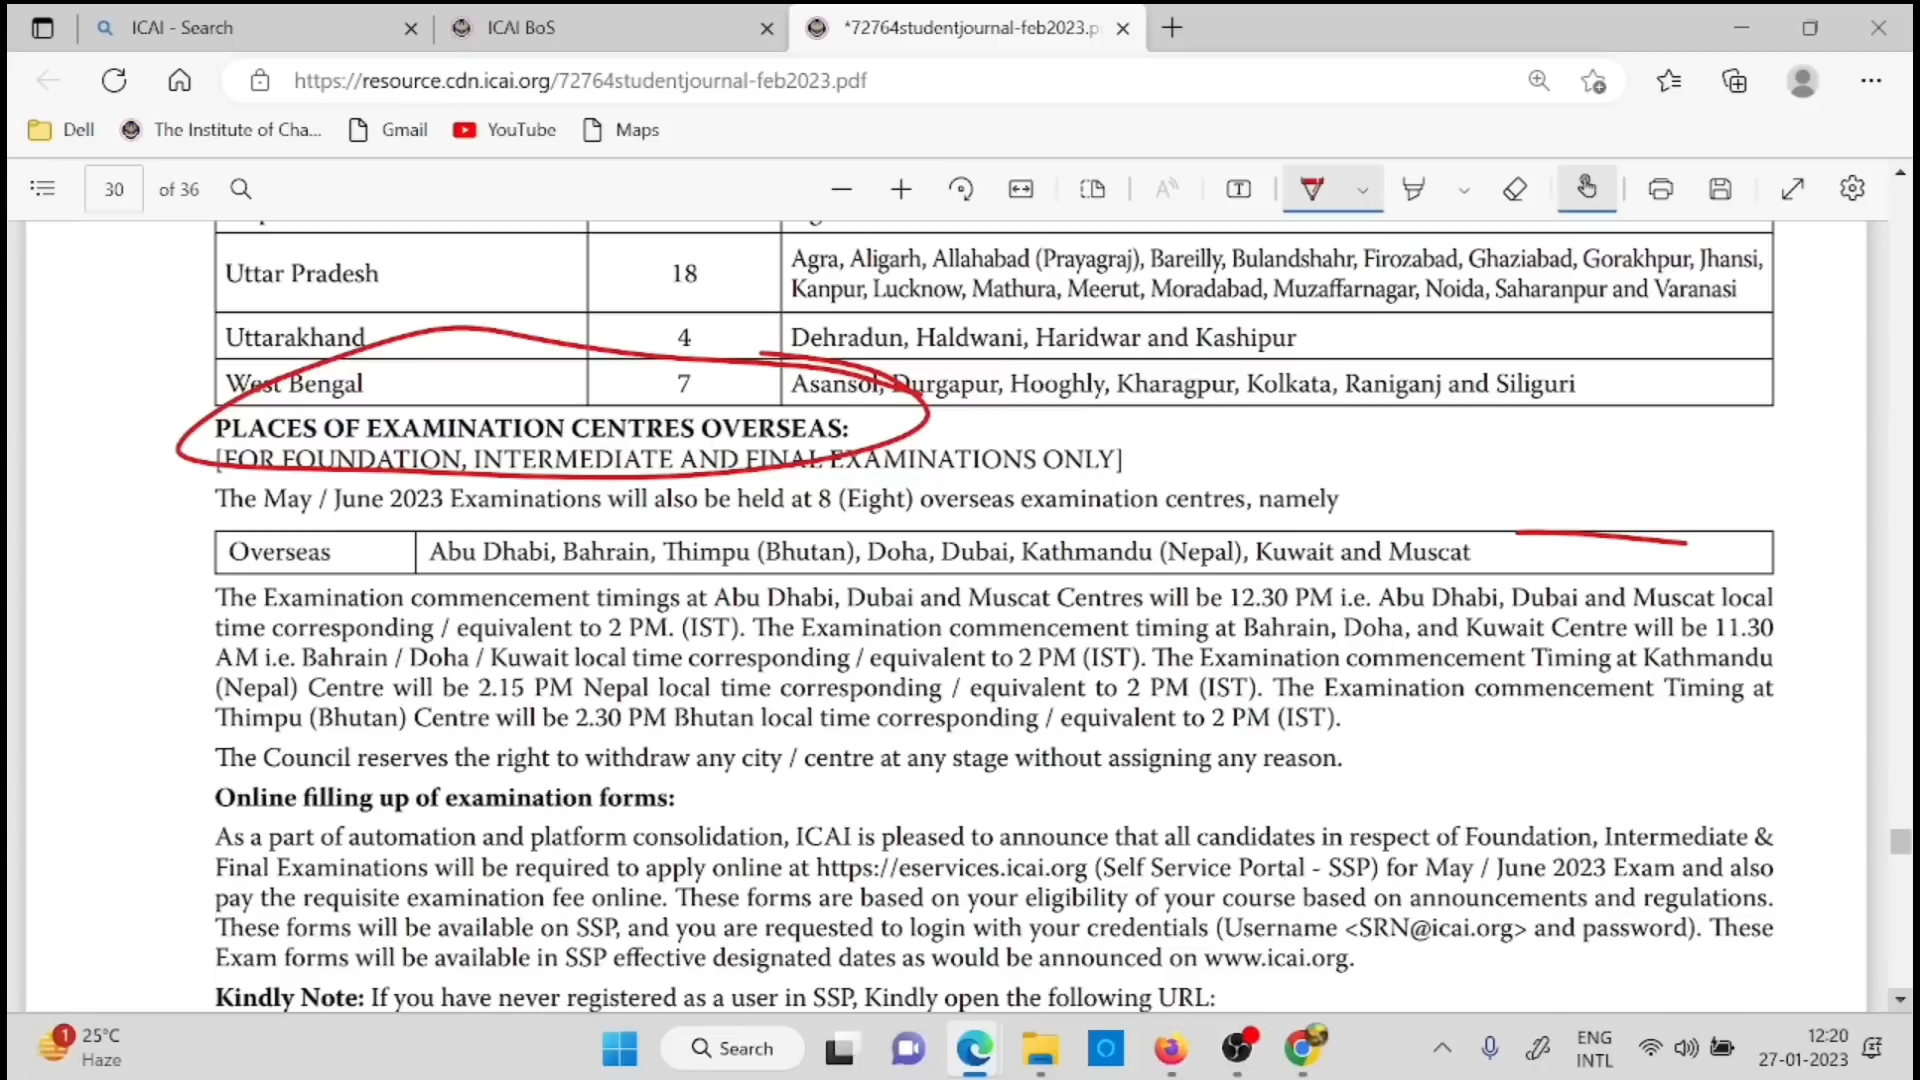 ICAI - Search
ICAI BoS
*72764studentjournal-feb2023.p
https://resource.cdn.icai.org/72764studentjournal-feb2023.pdf
Dell
The Institute of Cha...
Gmail
YouTube
Maps
30 of 36
Uttar Pradesh 18 Agra, Aligarh, Allahabad (Prayagraj), Bareilly, Bulandshahr, Firozabad, Ghaziabad, Gorakhpur, Jhansi,
Kanpur, Lucknow, Mathura, Meerut, Moradabad, Muzaffarnagar, Noida, Saharanpur and Varanasi
Uttarakhand 4 Dehradun, Haldwani, Haridwar and Kashipur
West Bengal 7 Asansol, Durgapur, Hooghly, Kharagpur, Kolkata, Raniganj and Siliguri
PLACES OF EXAMINATION CENTRES OVERSEAS:
[FOR FOUNDATION, INTERMEDIATE AND FINAL EXAMINATIONS ONLY]
The May / June 2023 Examinations will also be held at 8 (Eight) overseas examination centres, namely
Overseas Abu Dhabi, Bahrain, Thimpu (Bhutan), Doha, Dubai, Kathmandu (Nepal), Kuwait and Muscat
The Examination commencement timings at Abu Dhabi, Dubai and Muscat Centres will be 12.30 PM i.e. Abu Dhabi, Dubai and Muscat local
time corresponding / equivalent to 2 PM. (IST). The Examination commencement timing at Bahrain, Doha, and Kuwait Centre will be 11.30
AM i.e. Bahrain / Doha / Kuwait local time corresponding / equivalent to 2 PM (IST). The Examination commencement Timing at Kathmandu
(Nepal) Centre will be 2.15 PM Nepal local time corresponding / equivalent to 2 PM (IST). The Examination commencement Timing at
Thimpu (Bhutan) Centre will be 2.30 PM Bhutan local time corresponding / equivalent to 2 PM (IST).
The Council reserves the right to withdraw any city / centre at any stage without assigning any reason.
Online filling up of examination forms:
As a part of automation and platform consolidation, ICAI is pleased to announce that all candidates in respect of Foundation, Intermediate &
Final Examinations will be required to apply online at https://eservices.icai.org (Self Service Portal - SSP) for May / June 2023 Exam and also
pay the requisite examination fee online. These forms are based on your eligibility of your course based on announcements and regulations.
These forms will be available on SSP, and you are requested to login with your credentials (Username <SRN@icai.org> and password). These
Exam forms will be available in SSP effective designated dates as would be announced on www.icai.org.
Kindly Note: If you have never registered as a user in SSP, Kindly open the following URL:
1
25°C
Haze
Search
ENG
INTL
12:20
27-01-2023